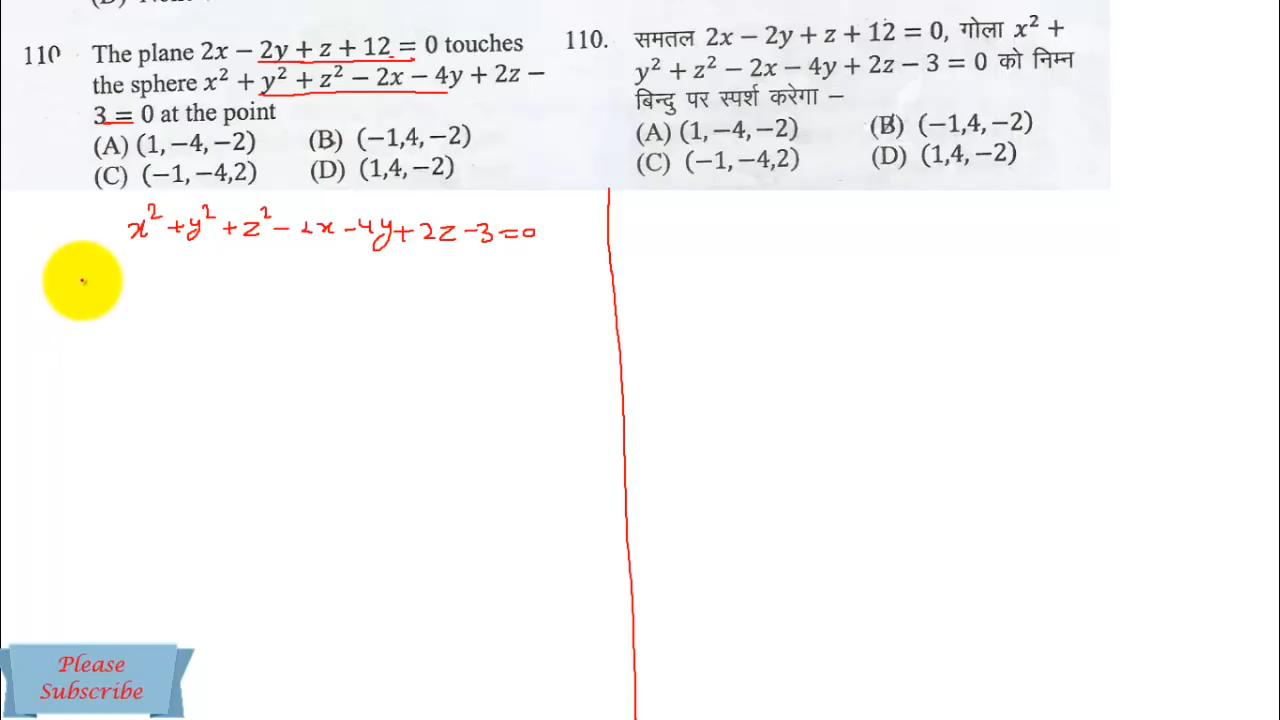 110 The plane 2x − 2y + z + 12 = 0 touches
the sphere x² + y² + z² − 2x − 4y + 2z −
3 = 0 at the point
(A) (1, −4, −2) (B) (−1,4, −2)
(C) (−1, −4,2) (D) (1,4, −2)
110. समतल 2x − 2y + z + 12 = 0, गोला x² +
y² + z² − 2x − 4y + 2z − 3 = 0 को निम्न
बिन्दु पर स्पर्श करेगा −
(A) (1, −4, −2) (B) (−1,4, −2)
(C) (−1, −4,2) (D) (1,4, −2)
x² + y² + z² − 2x − 4y + 2z − 3 = 0
Please
Subscribe